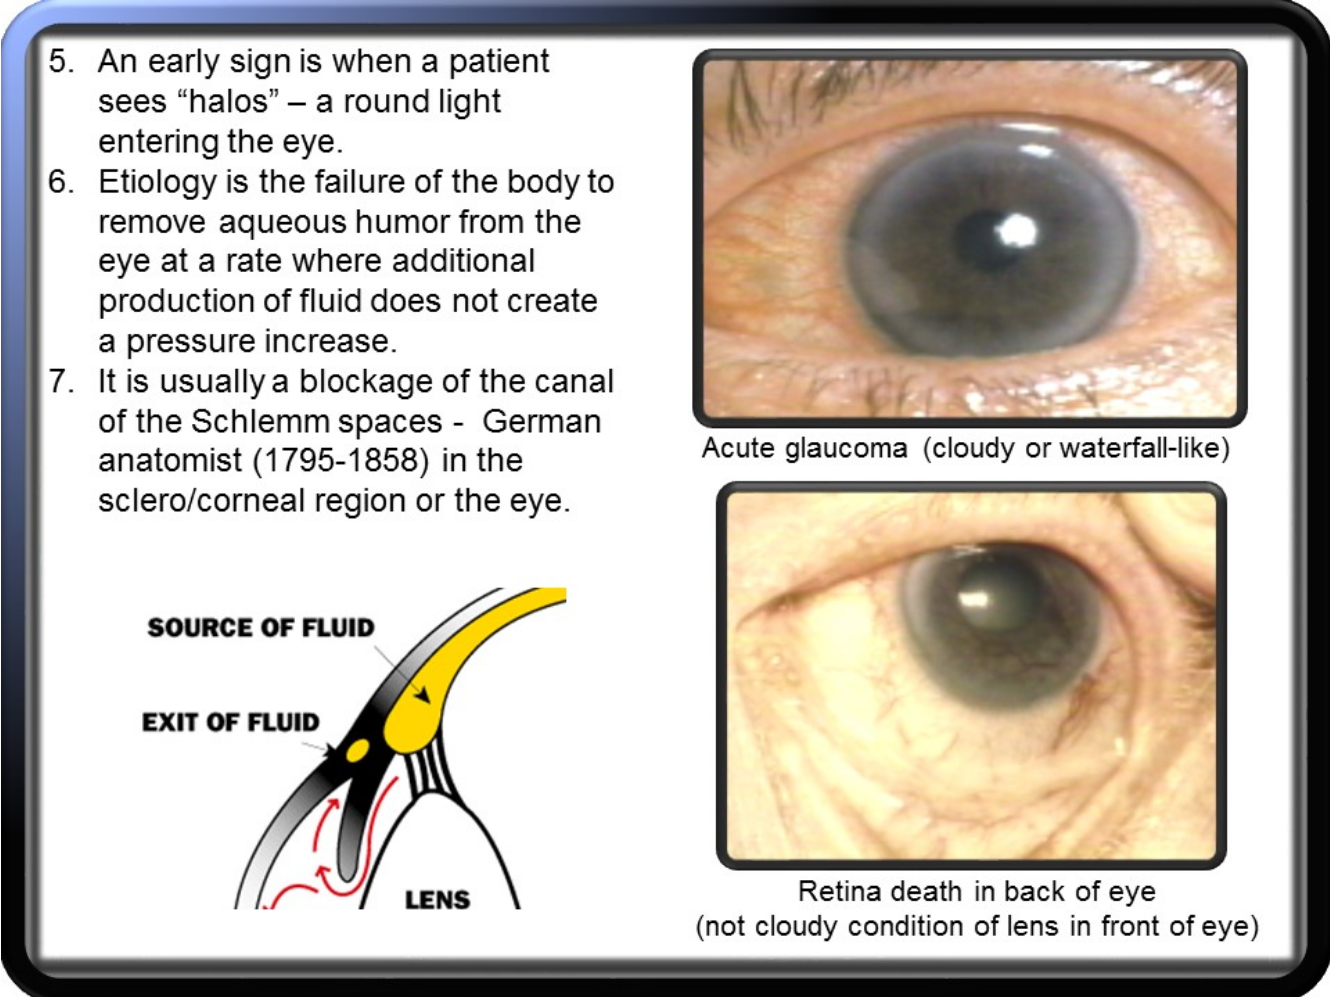 5. An early sign is when a patient
sees “halos” – a round light
entering the eye.
6. Etiology is the failure of the body to
remove aqueous humor from the
eye at a rate where additional
production of fluid does not create
a pressure increase.
7. It is usually a blockage of the canal
of the Schlemm spaces - German
anatomist (1795-1858) in the
sclero/corneal region or the eye.
SOURCE OF FLUID
EXIT OF FLUID
LENS
Acute glaucoma (cloudy or waterfall-like)
Retina death in back of eye
(not cloudy condition of lens in front of eye)